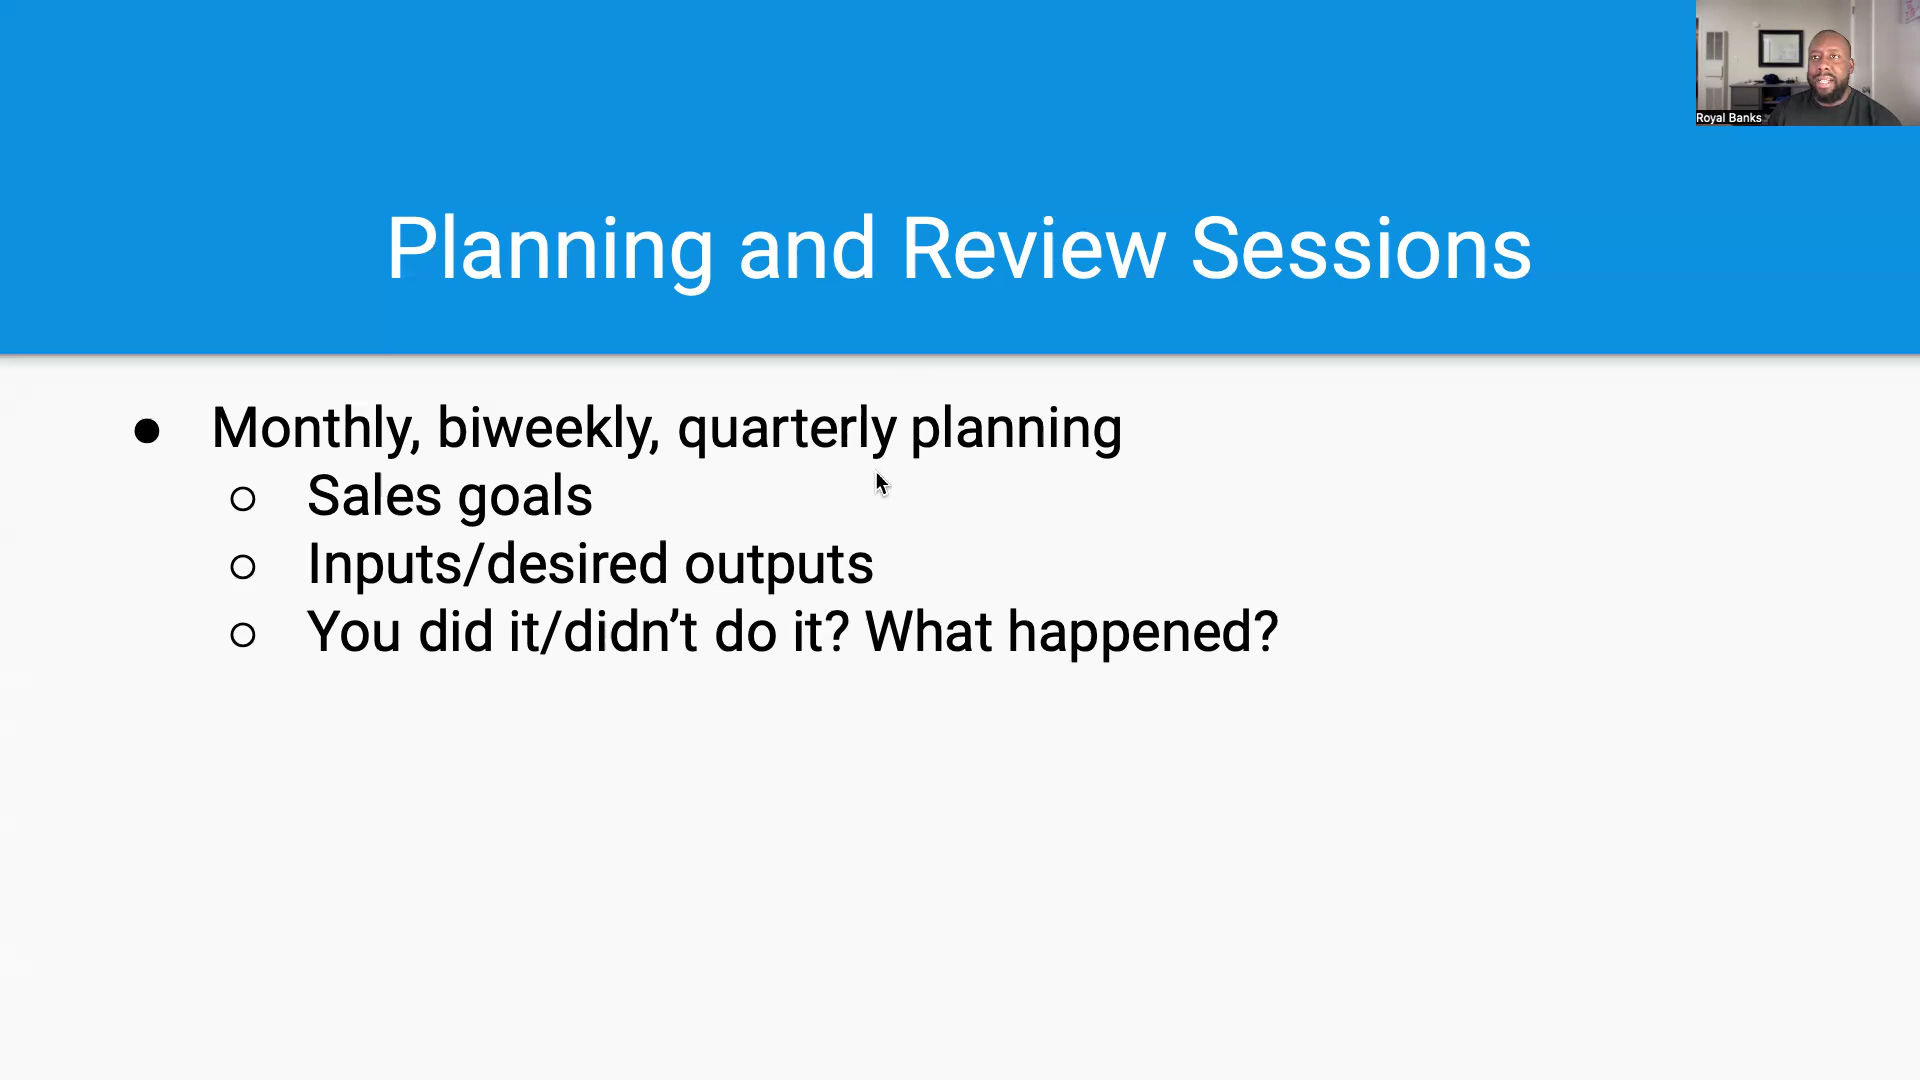 Royal Banks
Planning and Review Sessions
● Monthly, biweekly, quarterly planning
○ Sales goals
○ Inputs/desired outputs
○ You did it/didn’t do it? What happened?